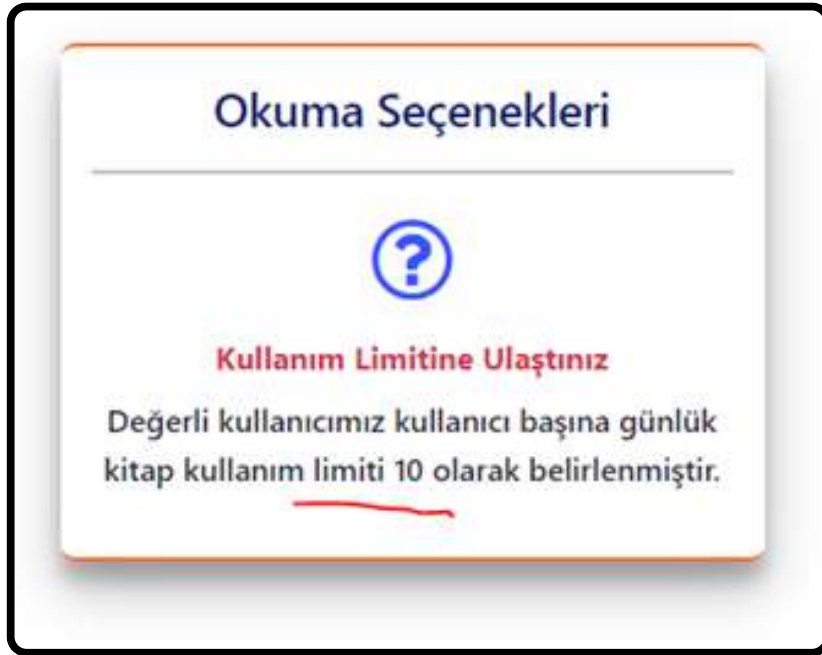 Okuma Seçenekleri
?
Kullanım Limitine Ulaştınız
Değerli kullanıcımız kullanıcı başına günlük
kitap kullanım limiti 10 olarak belirlenmiştir.